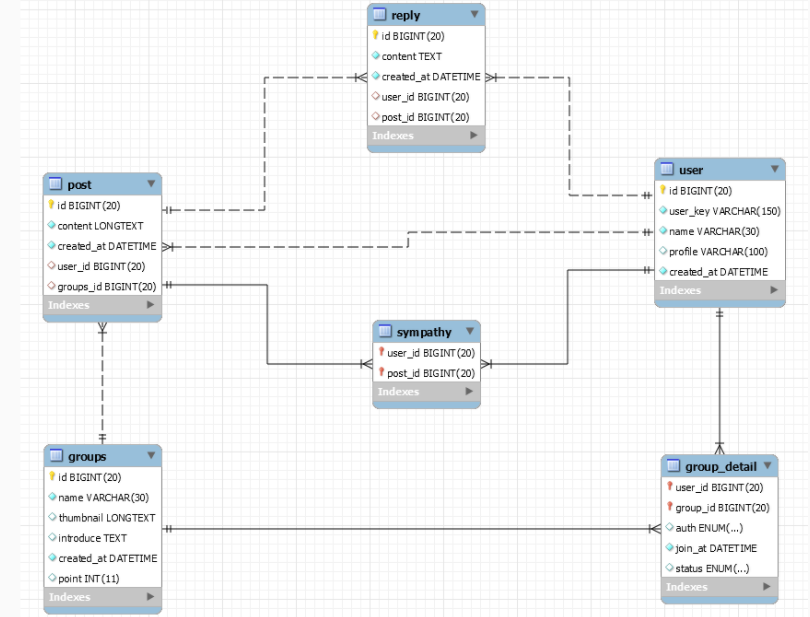 reply
id BIGINT(20)
content TEXT
created_at DATETIME
user_id BIGINT(20)
post_id BIGINT(20)
Indexes
post
id BIGINT(20)
content LONGTEXT
created_at DATETIME
user_id BIGINT(20)
groups_id BIGINT(20)
Indexes
user
id BIGINT(20)
user_key VARCHAR(150)
name VARCHAR(30)
profile VARCHAR(100)
created_at DATETIME
Indexes
sympathy
user_id BIGINT(20)
post_id BIGINT(20)
Indexes
groups
id BIGINT(20)
name VARCHAR(30)
thumbnail LONGTEXT
introduce TEXT
created_at DATETIME
point INT(11)
Indexes
group_detail
user_id BIGINT(20)
group_id BIGINT(20)
auth ENUM(...)
join_at DATETIME
status ENUM(...)
Indexes